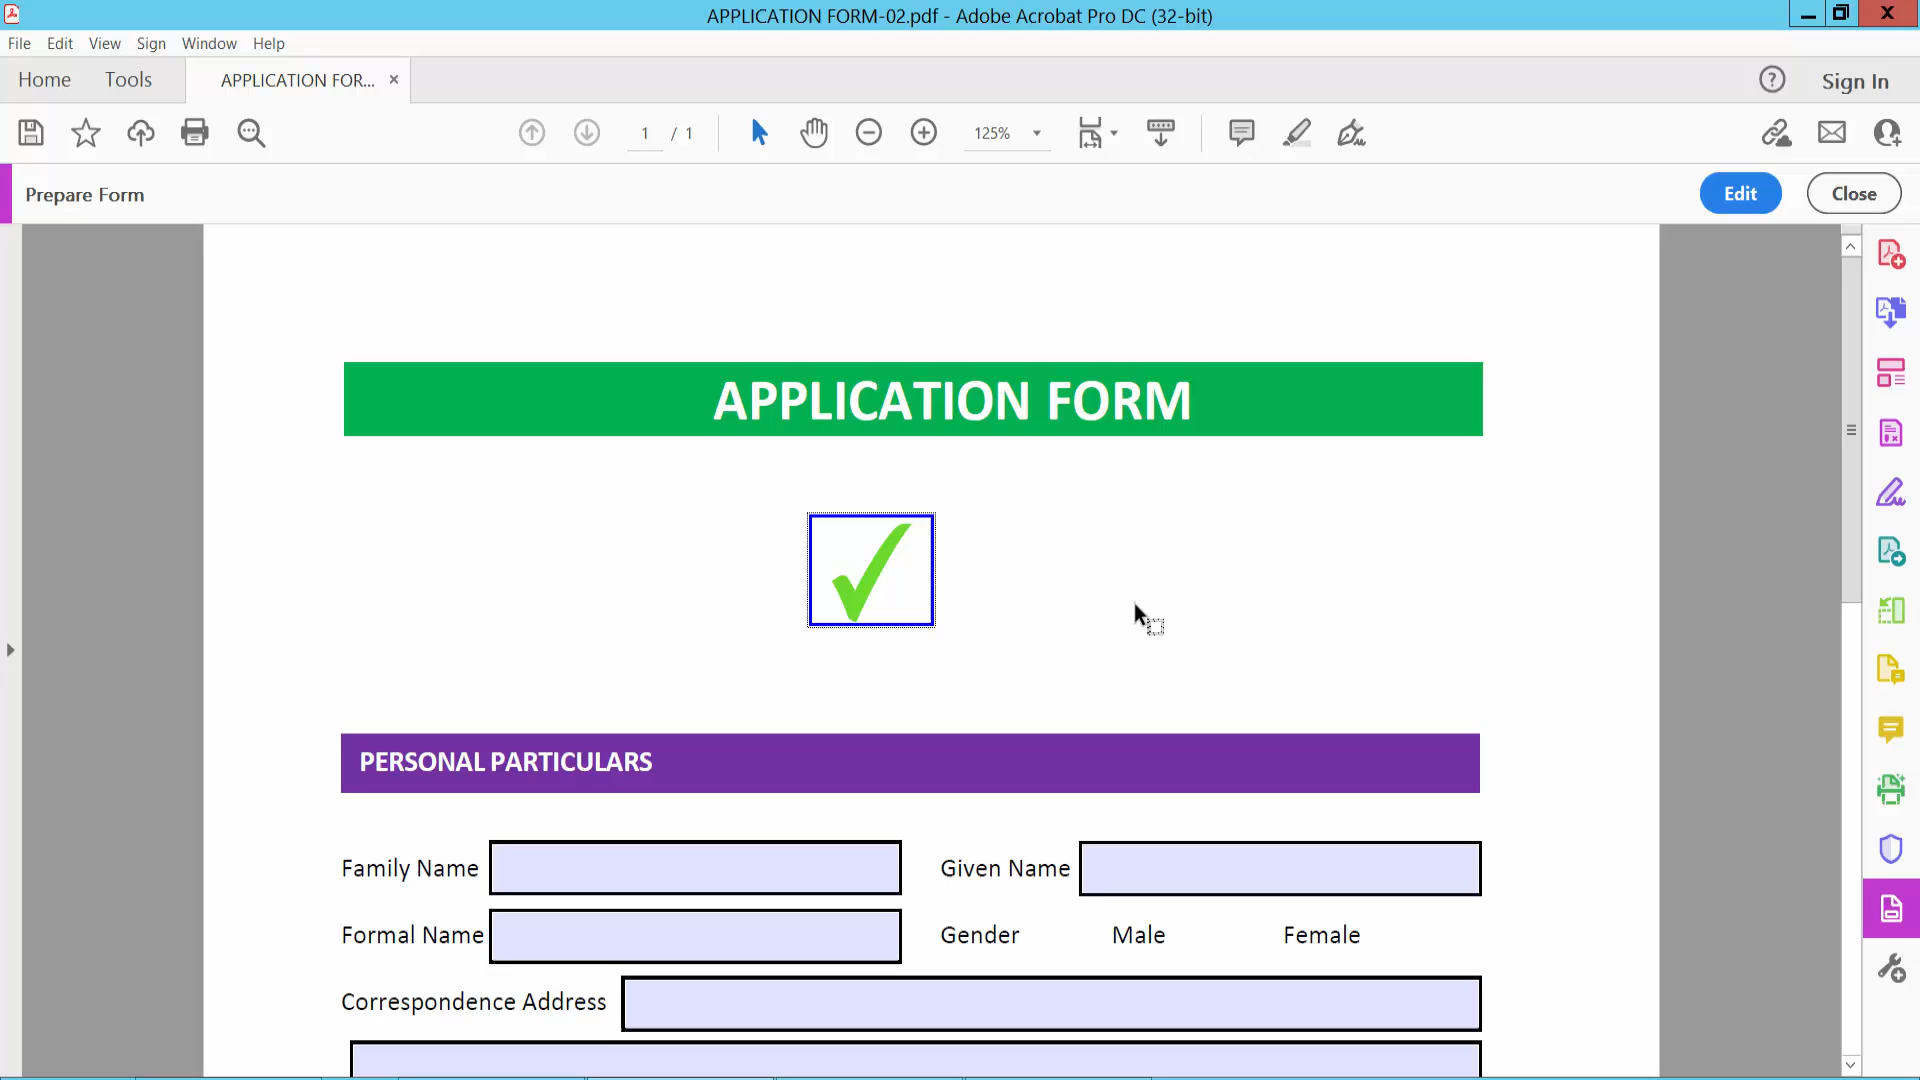 APPLICATION FORM-02.pdf - Adobe Acrobat Pro DC (32-bit)
File Edit View Sign Window Help
Home Tools APPLICATION FOR... × Sign In
1 / 1 125%
Prepare Form Edit Close
APPLICATION FORM
PERSONAL PARTICULARS
Family Name Given Name
Formal Name Gender Male Female
Correspondence Address